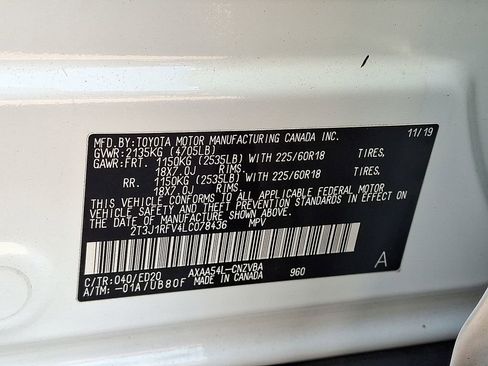 MFD.BY:TOYOTA MOTOR MANUFACTURING CANADA INC. 11/19
GVWR:2135KG(4705LB)
GAWR:FRT. 1150KG(2535LB)WITH 225/60R18 TIRES,
18X7.0J RIMS
RR. 1150KG(2535LB)WITH 225/60R18 TIRES,
18X7.0J RIMS
THIS VEHICLE CONFORMS TO ALL APPLICABLE FEDERAL MOTOR
VEHICLE SAFETY AND THEFT PREVENTION STANDARDS IN EFFECT ON
THE DATE OF MANUFACTURE SHOWN ABOVE.
2T3J1RFV4LC078436 MPV
C/TR:040/ED20 AXAA54L-CNZVBA 960 A
A/TM:-01A/UB80F MADE IN CANADA